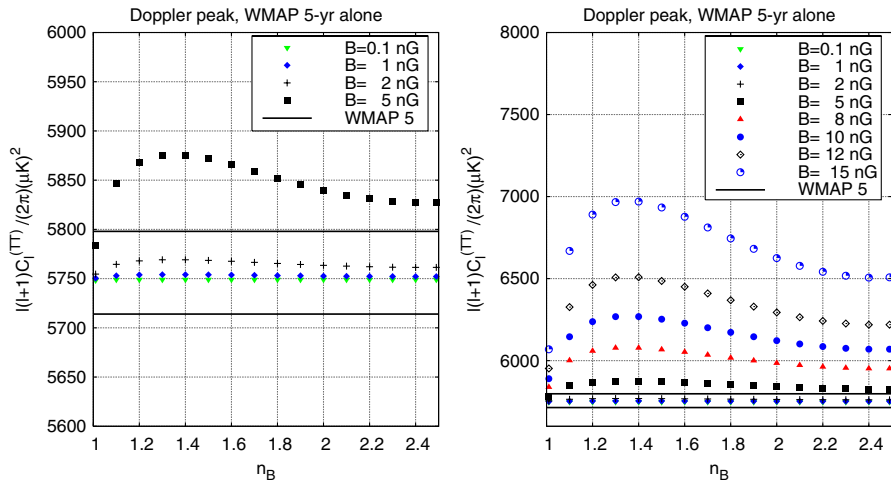 Doppler peak, WMAP 5-yr alone
6000
5950
5900
5850
5800
5750
5700
5650
5600
l(l+1)C_l^(TT)/(2π)(μK)^2
B=0.1 nG
B= 1 nG
B= 2 nG
B= 5 nG
WMAP 5
1 1.2 1.4 1.6 1.8 2 2.2 2.4
n_B
Doppler peak, WMAP 5-yr alone
8000
7500
7000
6500
6000
l(l+1)C_l^(TT)/(2π)(μK)^2
B=0.1 nG
B= 1 nG
B= 2 nG
B= 5 nG
B= 8 nG
B= 10 nG
B= 12 nG
B= 15 nG
WMAP 5
1 1.2 1.4 1.6 1.8 2 2.2 2.4
n_B